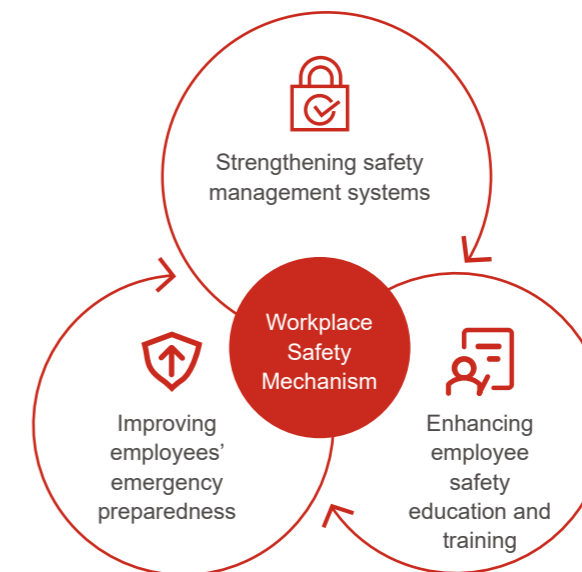 Strengthening safety
management systems
Workplace
Safety
Mechanism
Improving
employees’
emergency
preparedness
Enhancing
employee
safety
education and
training